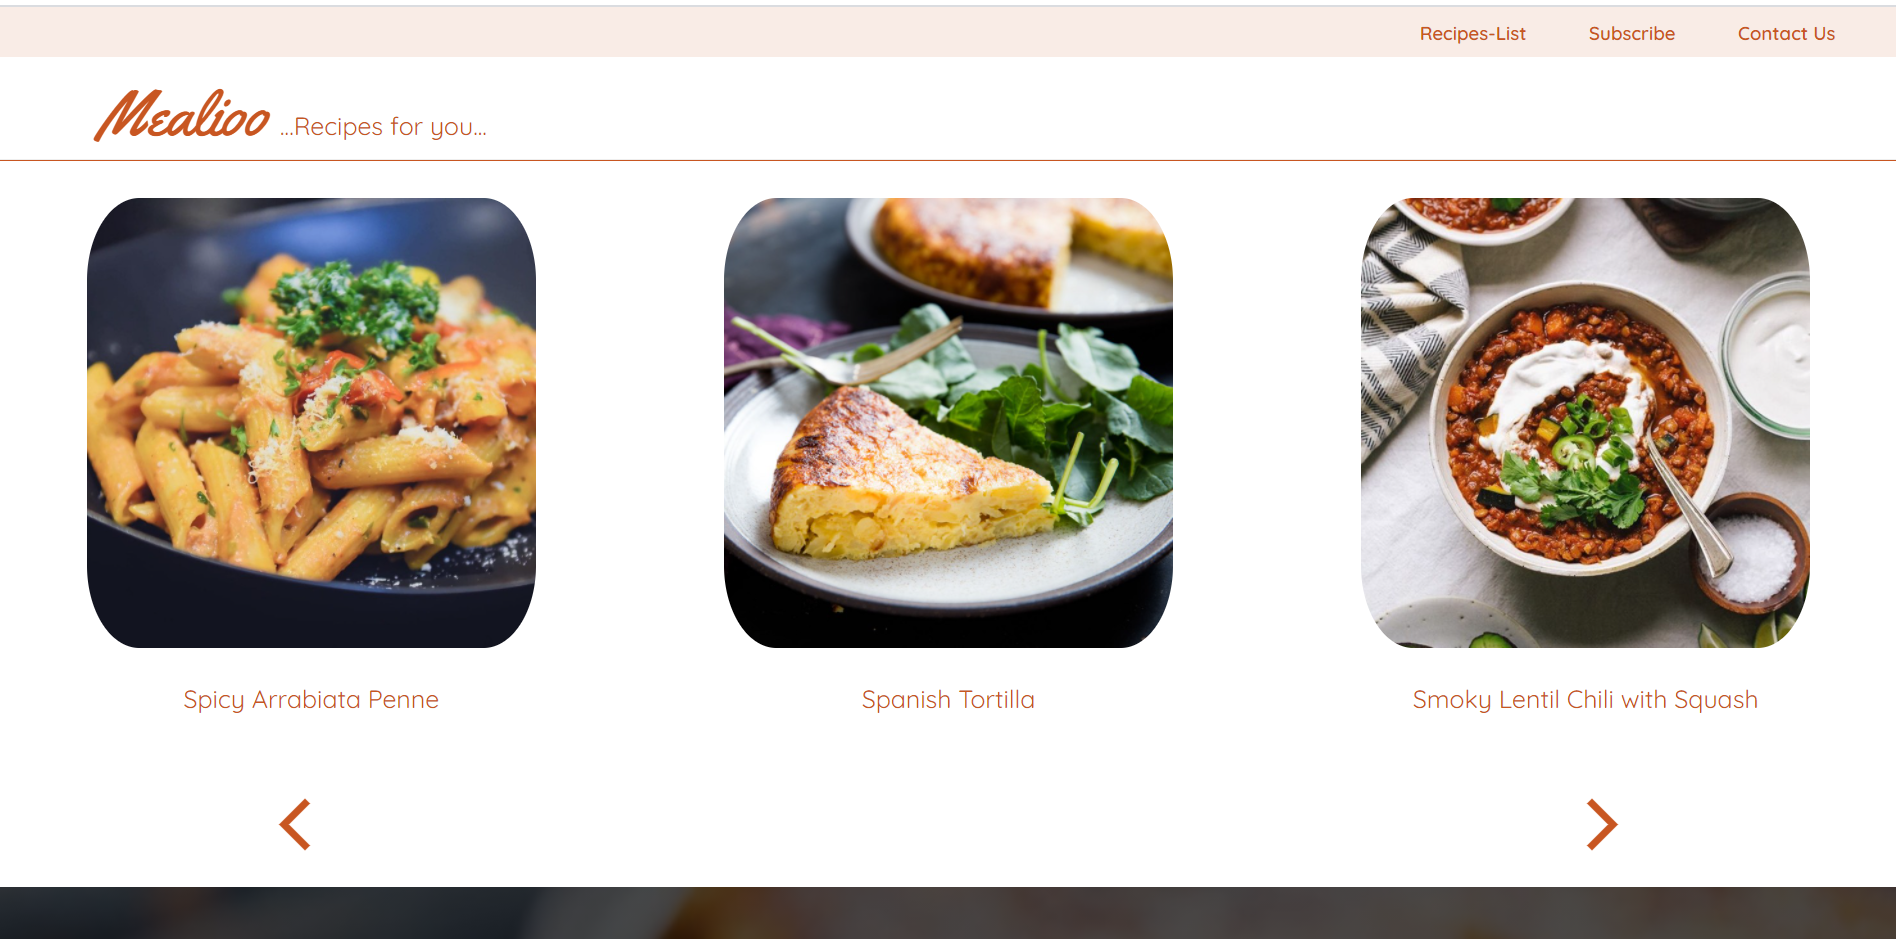 Recipes-List Subscribe Contact Us
Mealioo ...Recipes for you...
Spicy Arrabiata Penne
Spanish Tortilla
Smoky Lentil Chili with Squash